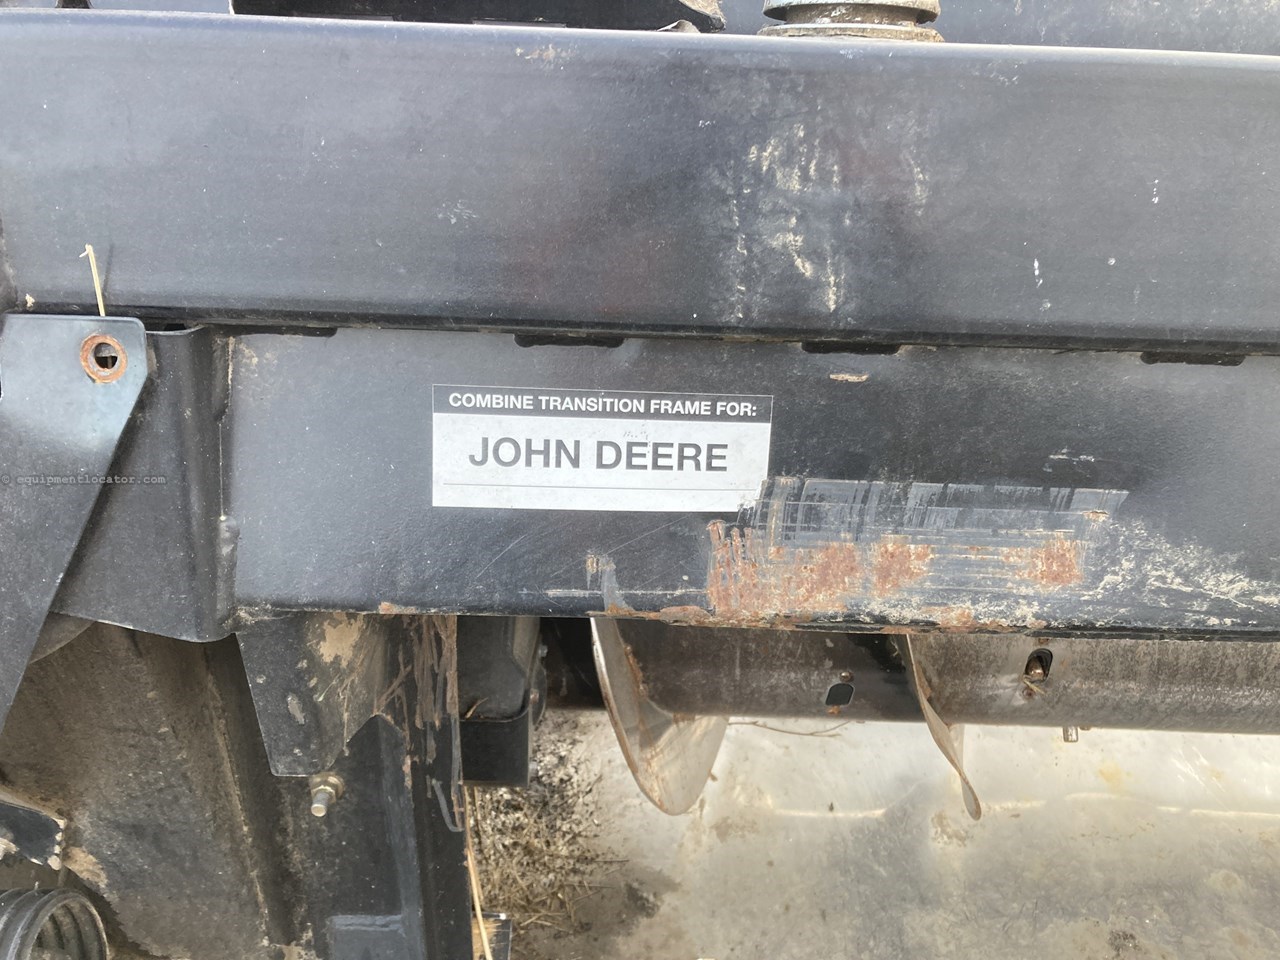 COMBINE TRANSITION FRAME FOR:
JOHN DEERE
© equipmentlocator.com